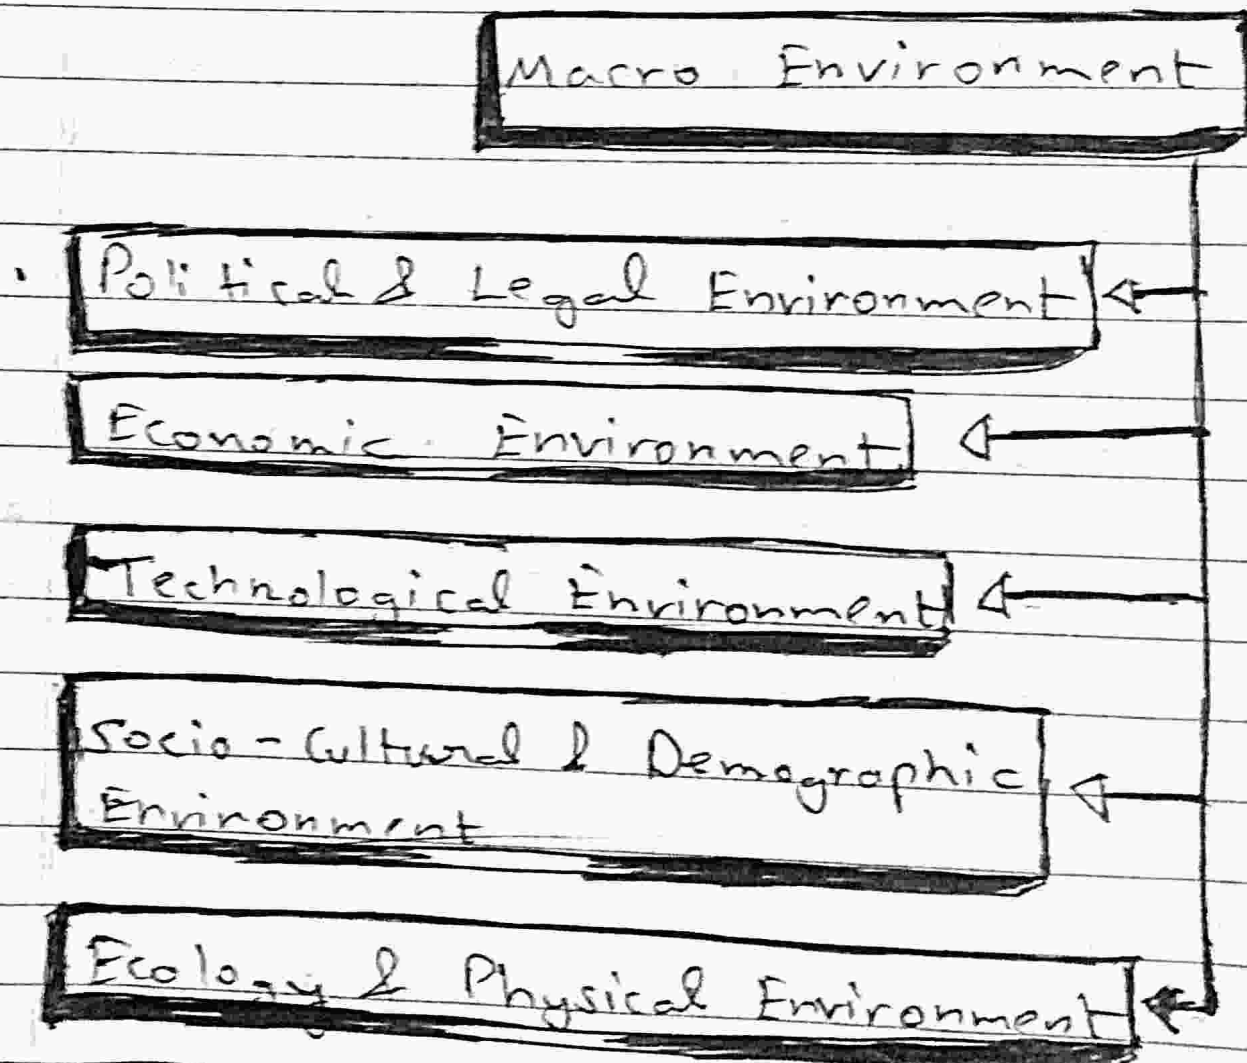 Macro Environment
Political & Legal Environment
Economic Environment
Technological Environment
Socio-Cultural & Demographic
Environment
Ecology & Physical Environment